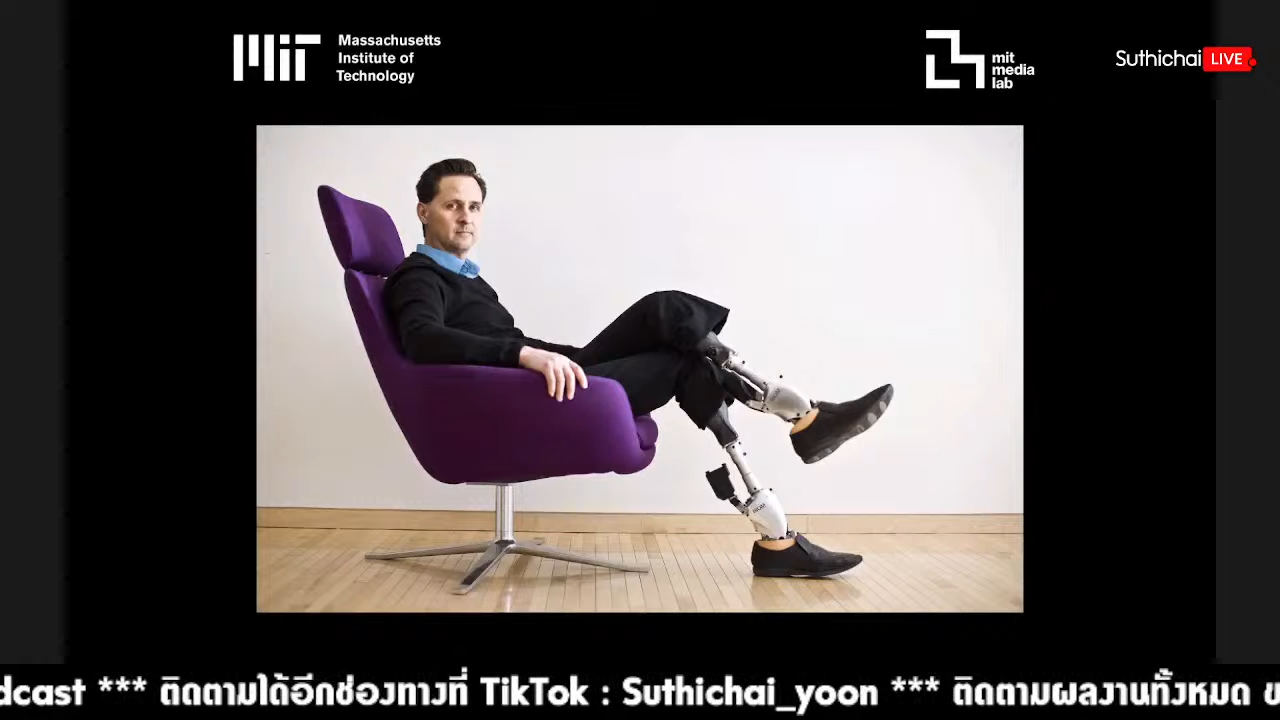 Massachusetts
Institute of
Technology
mit
media
lab
Suthichai LIVE
dcast *** ติดตามได้อีกช่องทางที่ TikTok : Suthichai_yoon *** ติดตามผลงานทั้งหมด ข